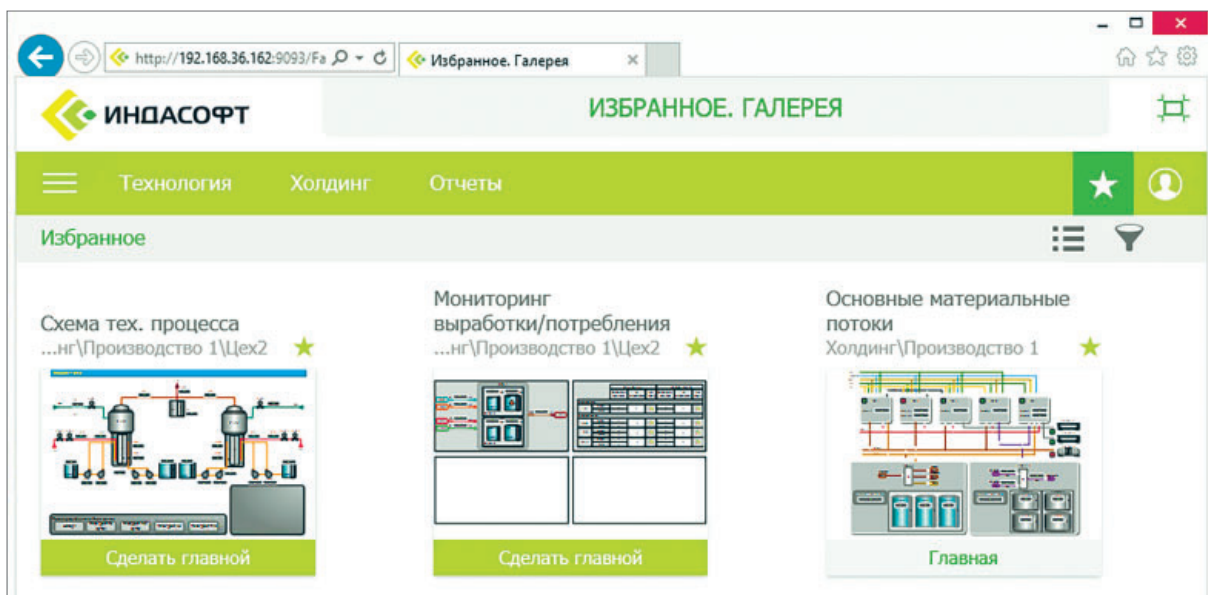 http://192.168.36.162:9093/Fa
Избранное. Галерея
ИНДАСОФТ
ИЗБРАННОЕ. ГАЛЕРЕЯ
Технология Холдинг Отчеты
Избранное
Схема тех. процесса
...нг\Производство 1\Цех2
Мониторинг
выработки/потребления
...нг\Производство 1\Цех2
Основные материальные
потоки
Холдинг\Производство 1
Сделать главной
Сделать главной
Главная